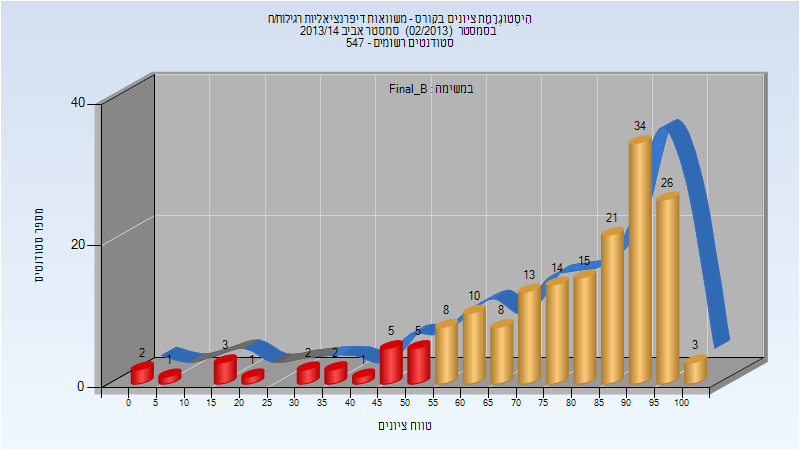 הִיסְטוֹגְרָמַת ציונים בקורס - משוואות דיפרנציאליות רגילות/ח
בסמסטר (02/2013) סמסטר אביב 2013/14
סטודנטים רשומים - 547
במשימה : Final_B
מספר סטודנטים
40
20
0
2 1 3 1 2 2 1 5 5 8 10 8 13 14 15 21 34 26 3
0 5 10 15 20 25 30 35 40 45 50 55 60 65 70 75 80 85 90 95 100
טווח ציונים